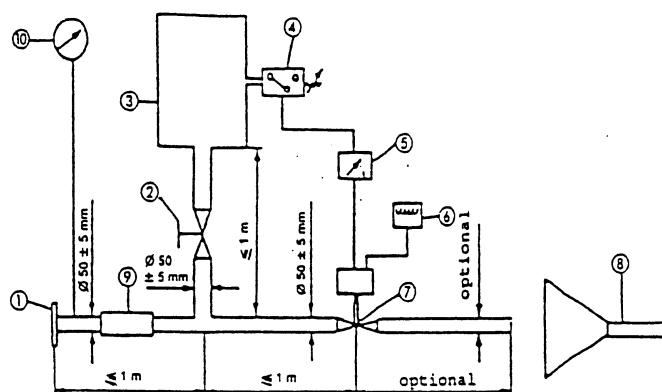 10
4
3
5
2
≤ 1 m
6
Ø 50 ± 5 mm
Ø 50
± 5 mm
Ø 50 ± 5 mm
optional
9
7
8
1
≤ 1 m
≤ 1 m
optional